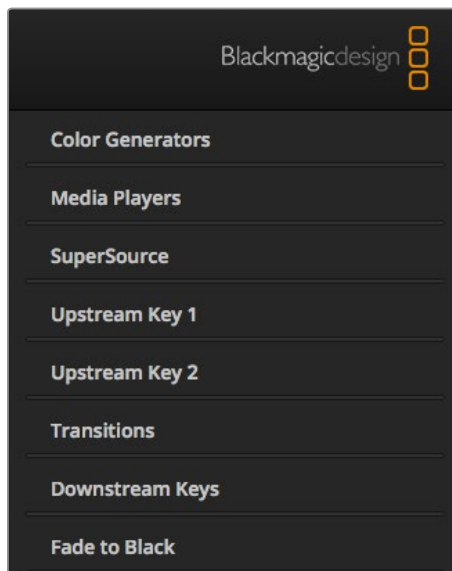 Blackmagicdesign
Color Generators
Media Players
SuperSource
Upstream Key 1
Upstream Key 2
Transitions
Downstream Keys
Fade to Black